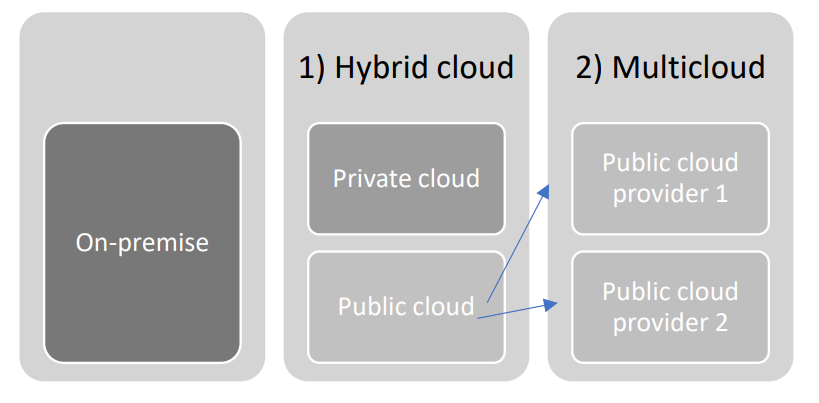 1) Hybrid cloud
2) Multicloud
On-premise
Private cloud
Public cloud
Public cloud
provider 1
Public cloud
provider 2